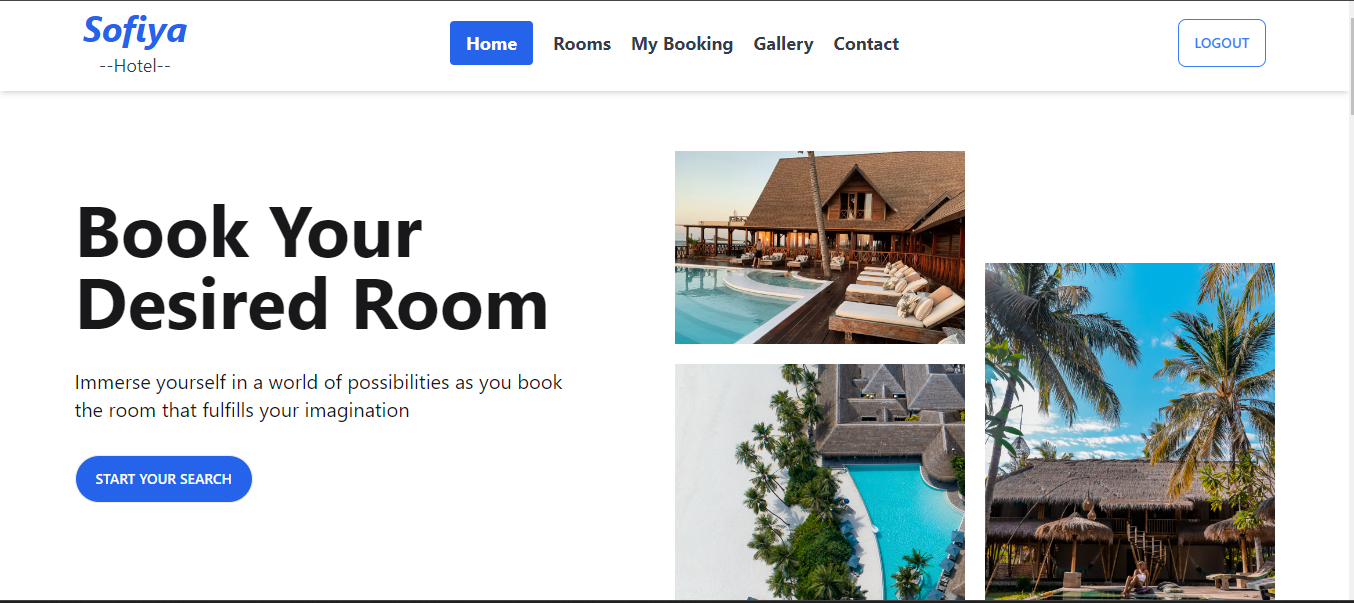 Sofiya
--Hotel--
Home
Rooms
My Booking
Gallery
Contact
LOGOUT
Book Your
Desired Room
Immerse yourself in a world of possibilities as you book
the room that fulfills your imagination
START YOUR SEARCH